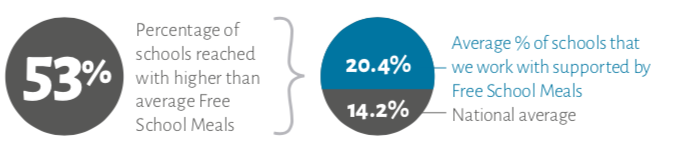 53%
Percentage of
schools reached
with higher than
average Free
School Meals
20.4%
14.2%
Average % of schools that
we work with supported by
Free School Meals
National average